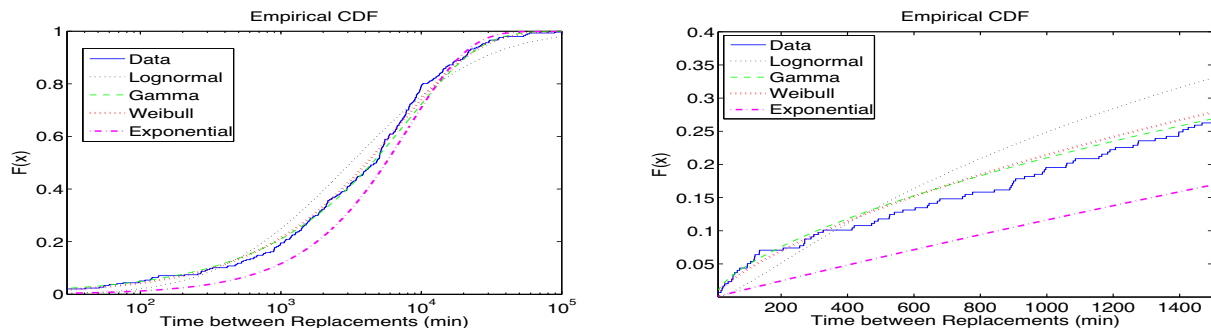 Empirical CDF
1
0.8
0.6
0.4
0.2
0
F(x)
Data
Lognormal
Gamma
Weibull
Exponential
10^2
10^3
10^4
10^5
Time between Replacements (min)
Empirical CDF
0.4
0.35
0.3
0.25
0.2
0.15
0.1
0.05
F(x)
Data
Lognormal
Gamma
Weibull
Exponential
200 400 600 800 1000 1200 1400
Time between Replacements (min)